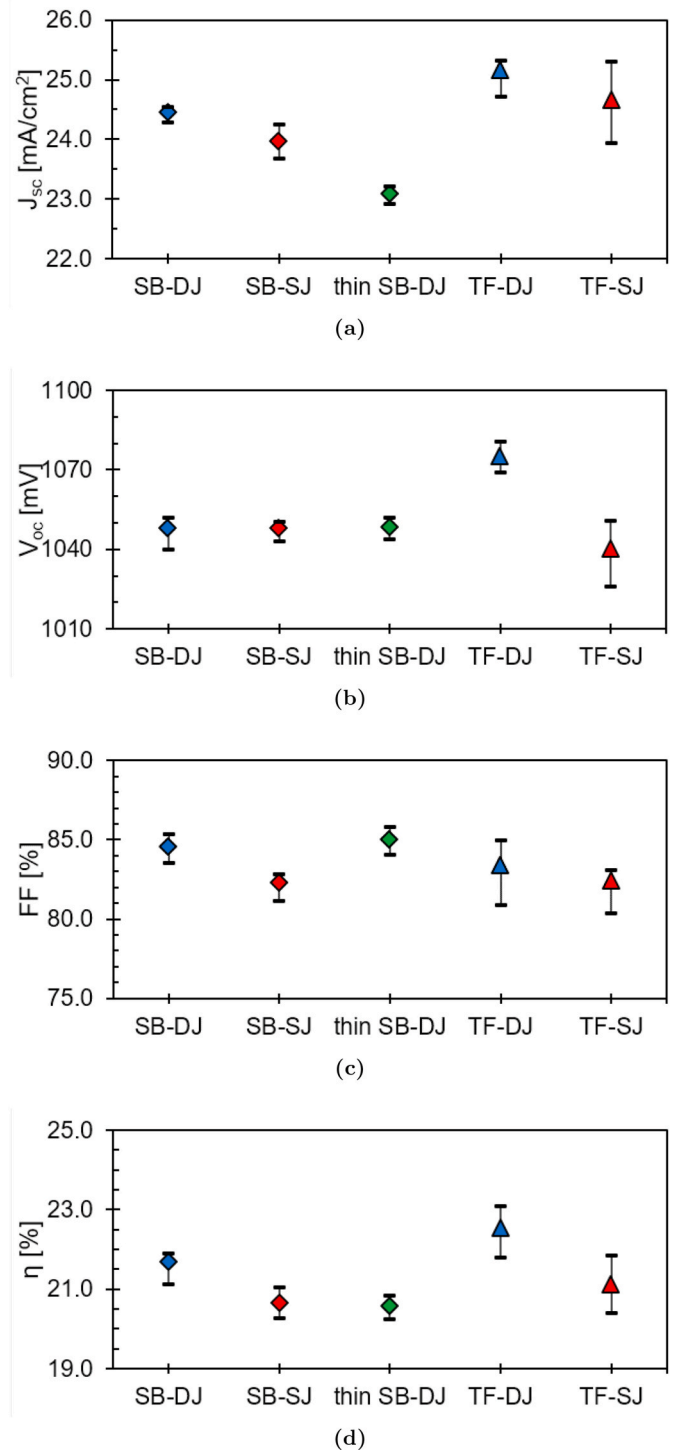 26.0
25.0
24.0
23.0
22.0
Jsc [mA/cm²]
SB-DJ SB-SJ thin SB-DJ TF-DJ TF-SJ
(a)
1100
1070
1040
1010
Voc [mV]
SB-DJ SB-SJ thin SB-DJ TF-DJ TF-SJ
(b)
90.0
85.0
80.0
75.0
FF [%]
SB-DJ SB-SJ thin SB-DJ TF-DJ TF-SJ
(c)
25.0
23.0
21.0
19.0
η [%]
SB-DJ SB-SJ thin SB-DJ TF-DJ TF-SJ
(d)